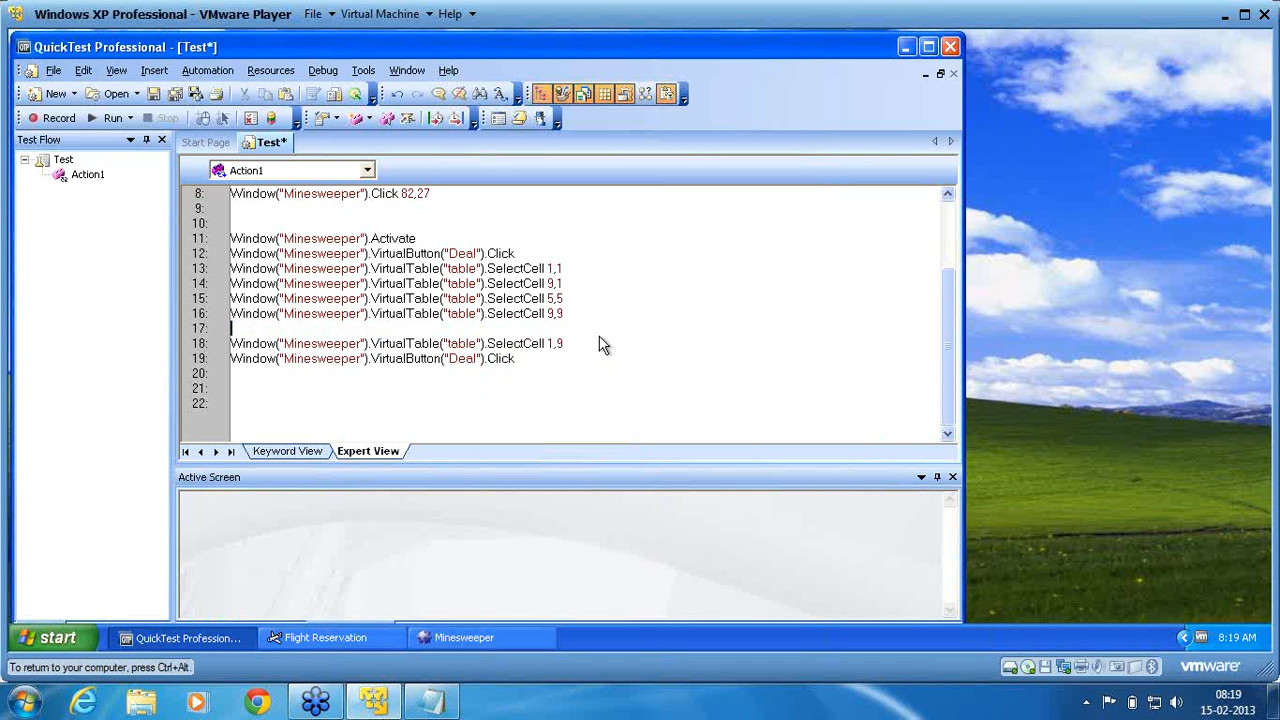 Windows XP Professional - VMware Player File Virtual Machine Help
QuickTest Professional - [Test*]
File Edit View Insert Automation Resources Debug Tools Window Help
New Open
Record Run Stop
Test Flow
Start Page Test*
Test
Action1
Action1
8: Window("Minesweeper").Click 82,27
9:
10:
11: Window("Minesweeper").Activate
12: Window("Minesweeper").VirtualButton("Deal").Click
13: Window("Minesweeper").VirtualTable("table").SelectCell 1,1
14: Window("Minesweeper").VirtualTable("table").SelectCell 9,1
15: Window("Minesweeper").VirtualTable("table").SelectCell 5,5
16: Window("Minesweeper").VirtualTable("table").SelectCell 9,9
17:
18: Window("Minesweeper").VirtualTable("table").SelectCell 1,9
19: Window("Minesweeper").VirtualButton("Deal").Click
20:
21:
22:
Keyword View Expert View
Active Screen
start QuickTest Profession... Flight Reservation Minesweeper 8:19 AM
To return to your computer, press Ctrl+Alt. vmware
08:19
15-02-2013